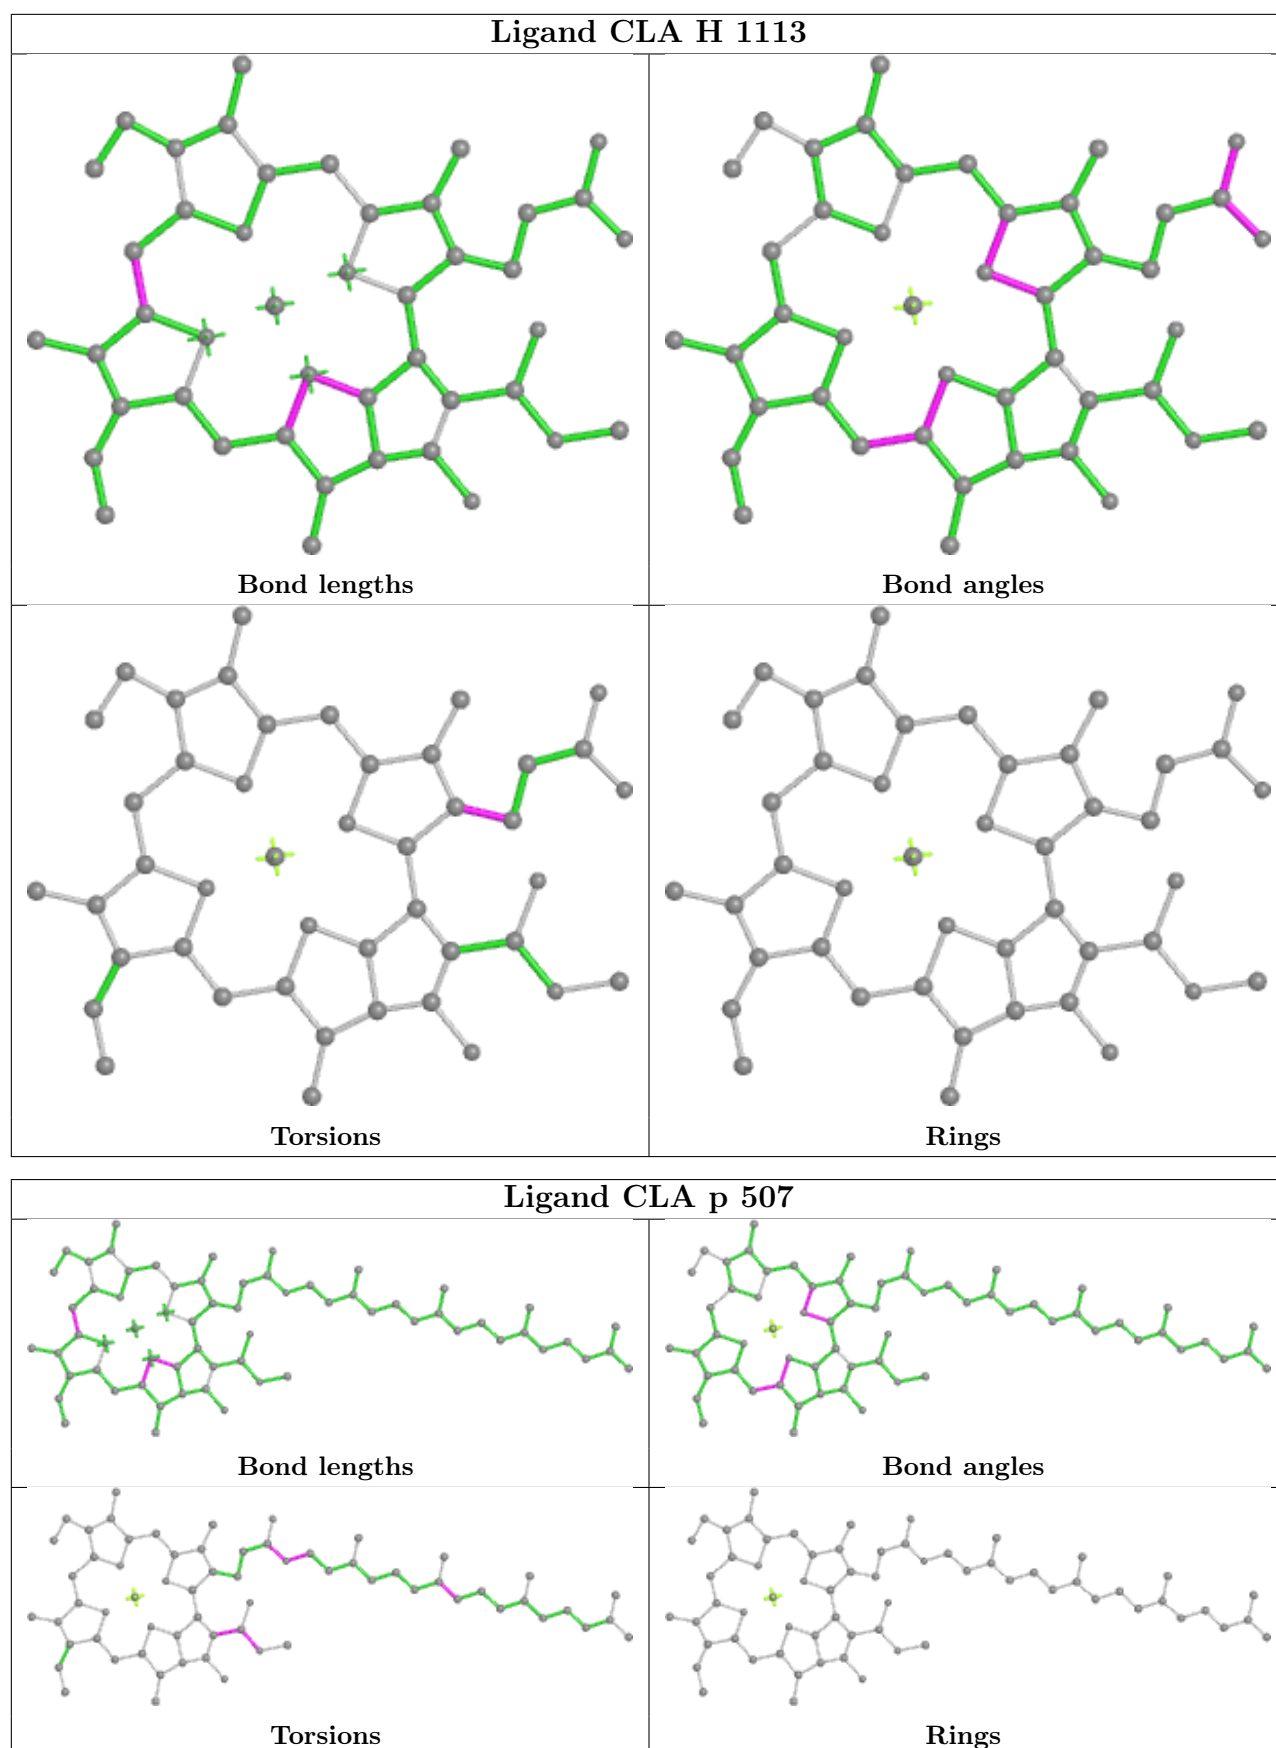 Ligand CLA H 1113
Bond lengths
Bond angles
Torsions
Rings
Ligand CLA p 507
Bond lengths
Bond angles
Torsions
Rings